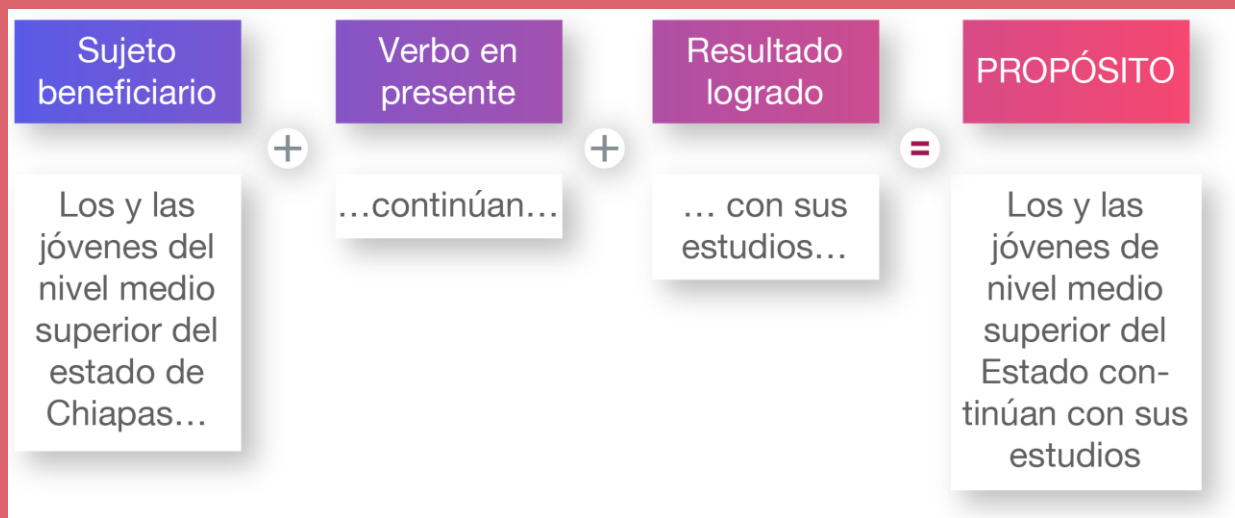 Sujeto
beneficiario
Verbo en
presente
Resultado
logrado
PROPÓSITO
+
+
=
Los y las
jóvenes del
nivel medio
superior del
estado de
Chiapas…
…continúan…
… con sus
estudios…
Los y las
jóvenes de
nivel medio
superior del
Estado con-
tinúan con sus
estudios